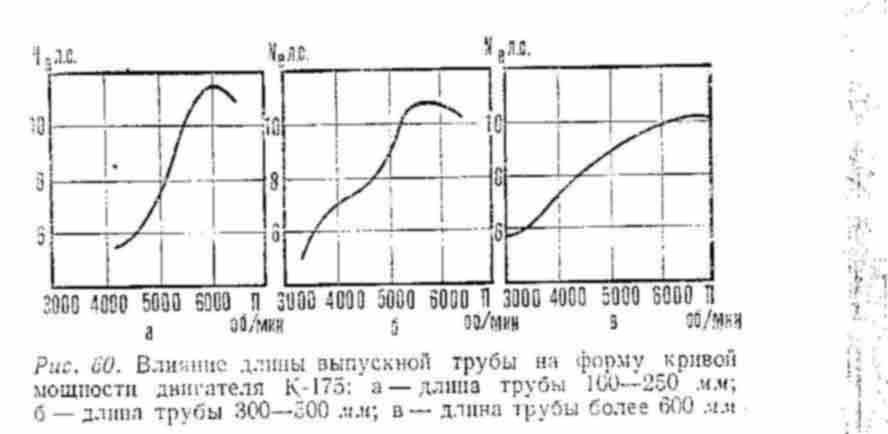 Nе л.с. Nе л.с. Nе л.с.
10 10 10
8 8 8
6 6 6
3000 4000 5000 6000 П 3000 4000 5000 6000 П 3000 4000 5000 6000 П
а об/мин б об/мин в об/мин
Рис. 60. Влияние длины выпускной трубы на форму кривой
мощности двигателя К-175: а — длина трубы 100—250 мм;
б — длина трубы 300—500 мм; в — длина трубы более 600 мм